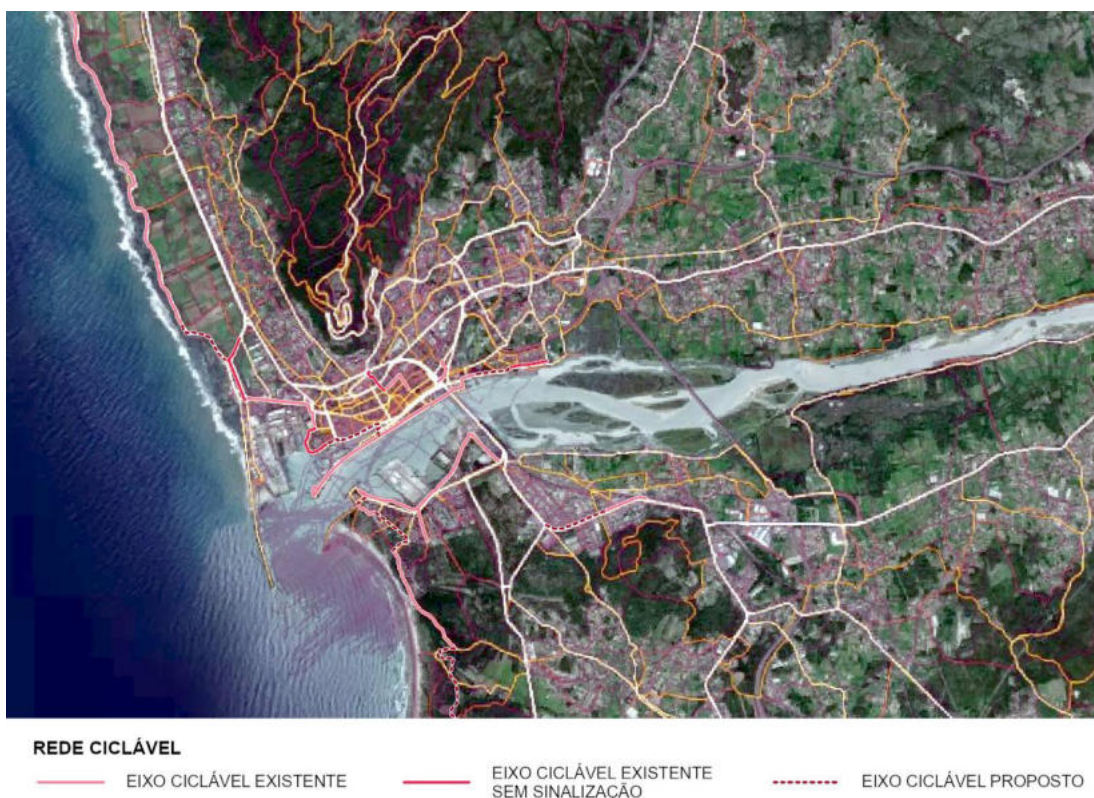 REDE CICLÁVEL
EIXO CICLÁVEL EXISTENTE
EIXO CICLÁVEL EXISTENTE
SEM SINALIZAÇÃO
EIXO CICLÁVEL PROPOSTO